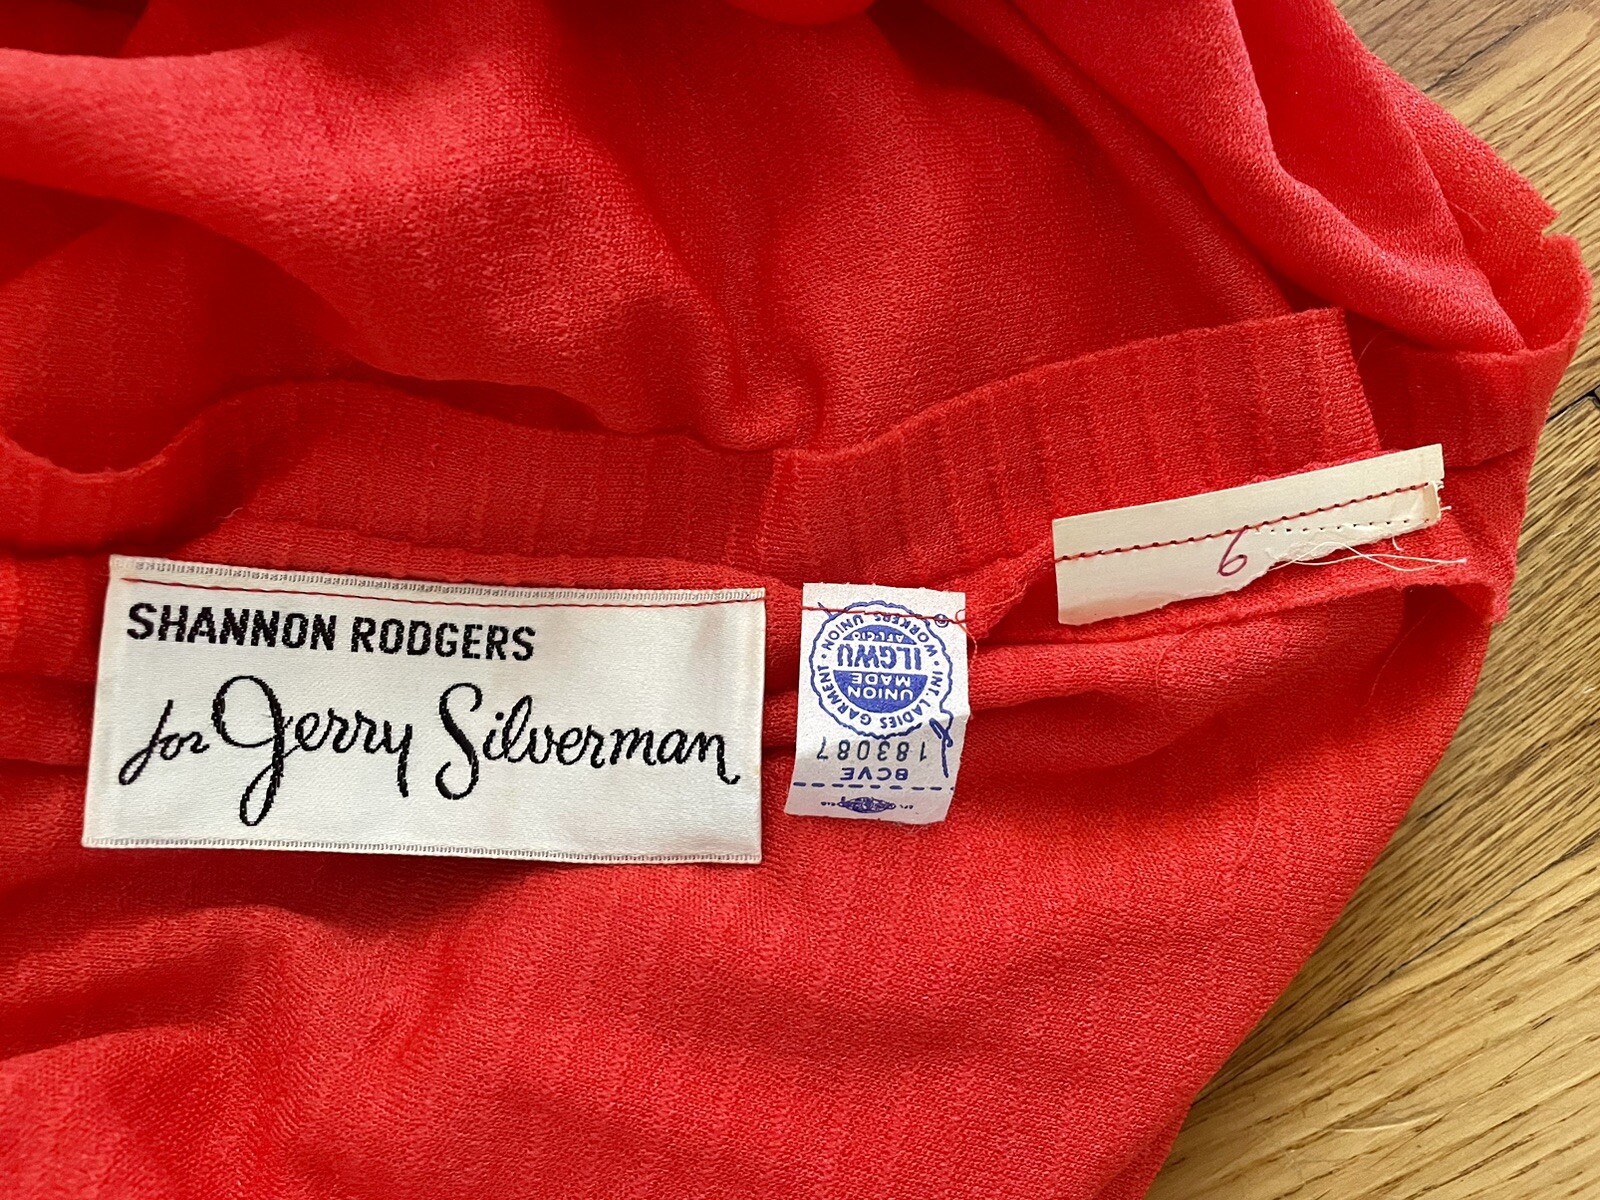 SHANNON RODGERS
for Jerry Silverman
INT. LADIES GARMENT WORKERS UNION
AFL-CIO
ILGWU
UNION
MADE
®
183087
BCVE
6